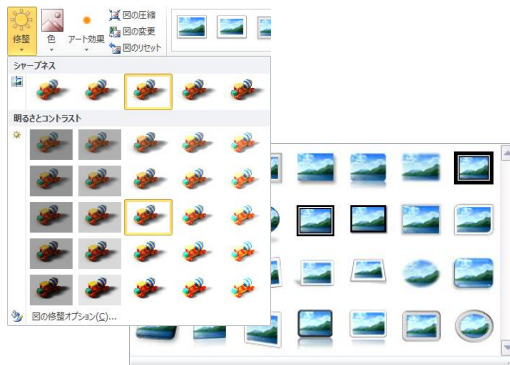 修整
色
アート効果
図の圧縮
図の変更
図のリセット
シャープネス
明るさとコントラスト
図の修整オプション(C)...